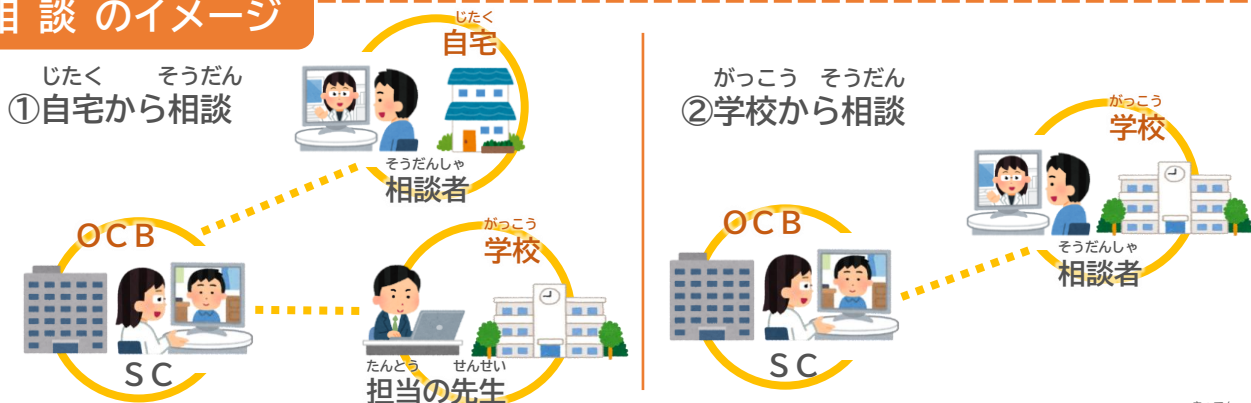 相 談 のイメージ
じたく そうだん
①自宅から相談
じたく
自宅
そうだんしゃ
相談者
OCB
SC
がっこう
学校
たんとう せんせい
担当の先生
がっこう そうだん
②学校から相談
がっこう
学校
そうだんしゃ
相談者
OCB
SC